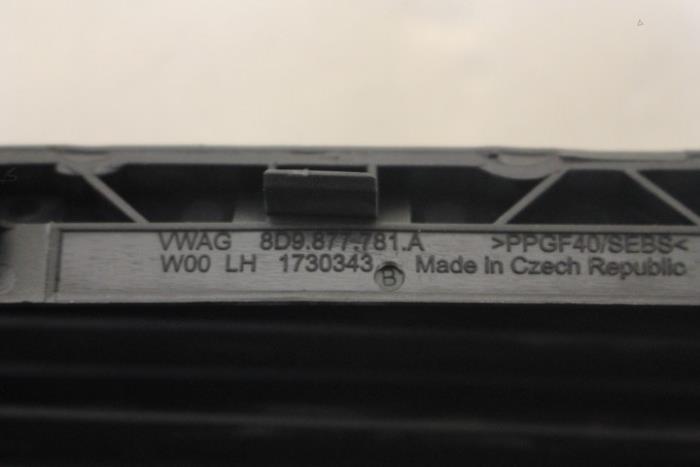 VWAG 8D9.877.781.A >PPGF40/SEBS<
W00 LH 1730343 B Made in Czech Republic